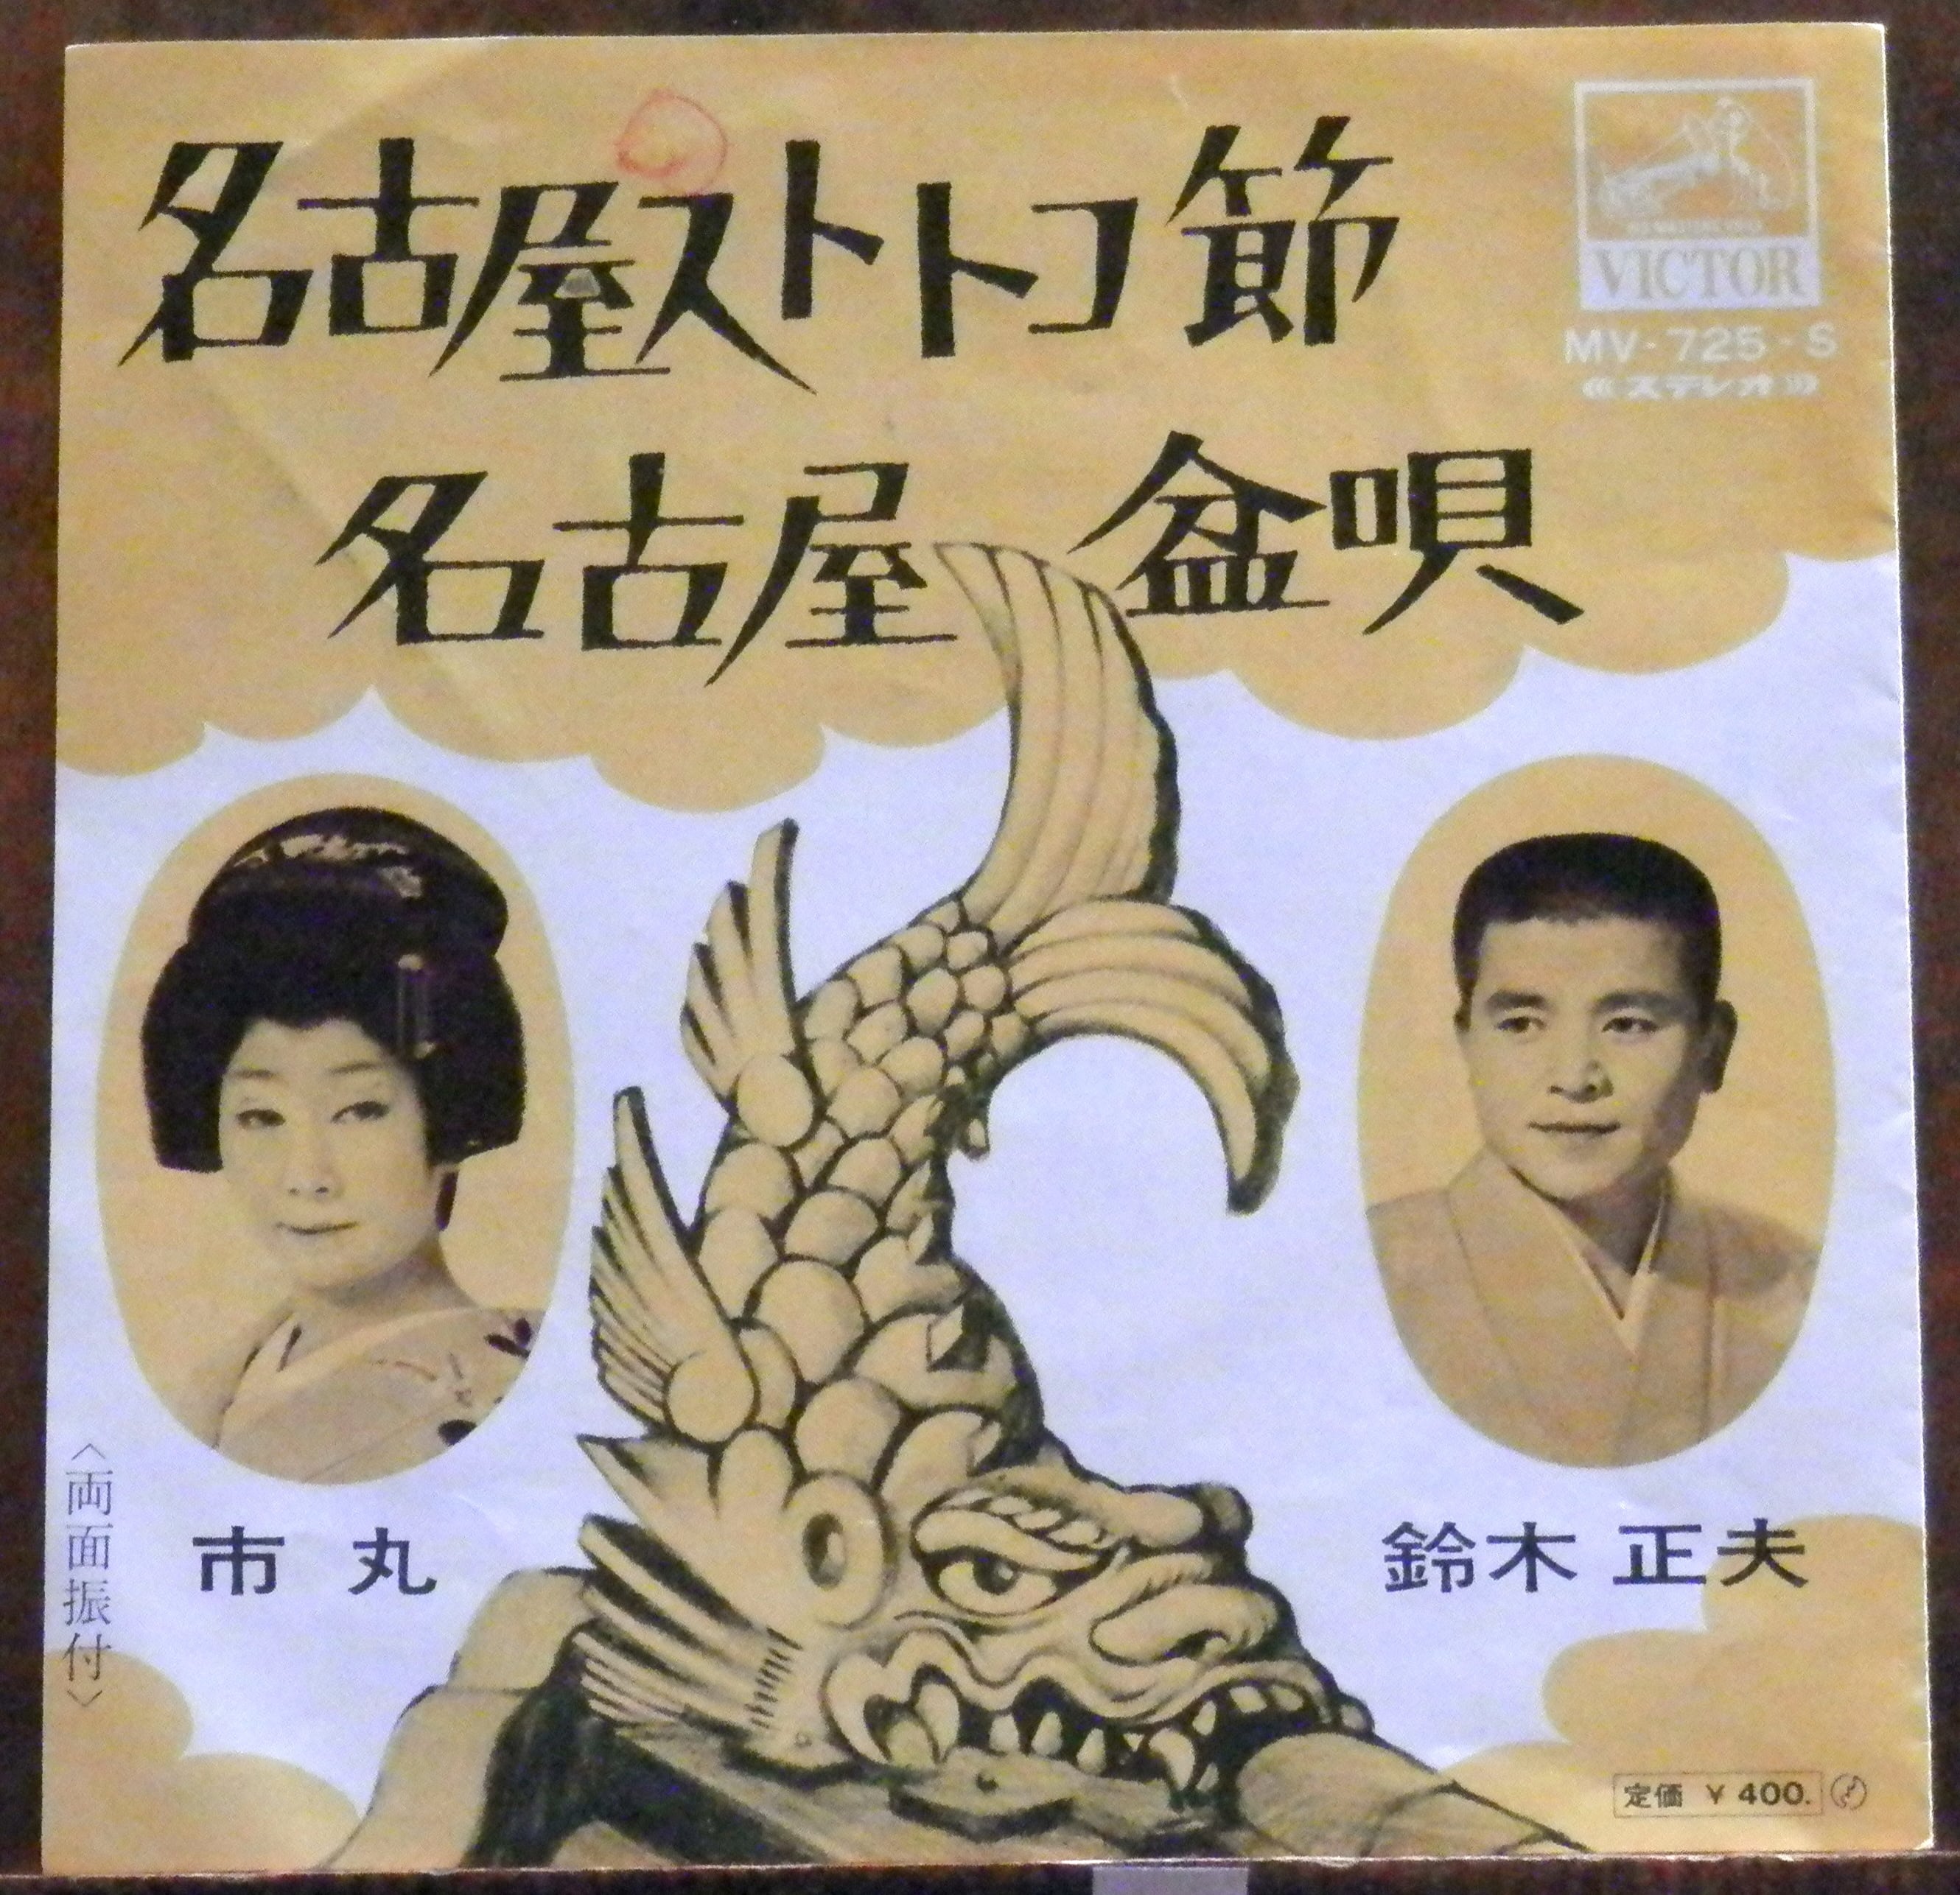 名古屋ストトコ節
名古屋 盆唄
VICTOR
MV-725-S
《ステレオ》
市丸
鈴木正夫
〈両面振付〉
定価 ¥400.